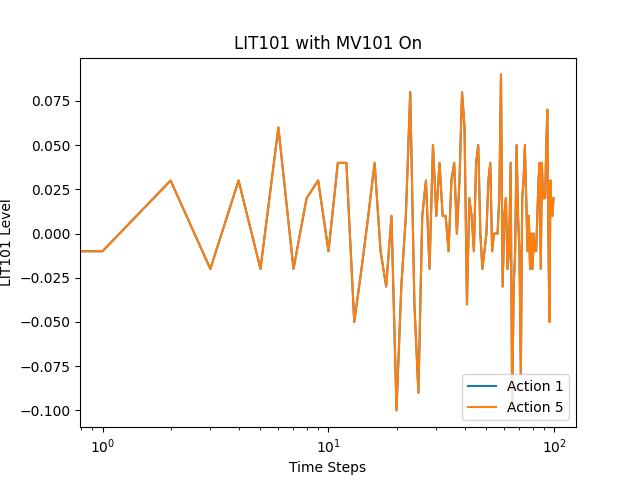 LIT101 with MV101 On
LIT101 Level
0.075
0.050
0.025
0.000
−0.025
−0.050
−0.075
−0.100
10⁰
10¹
10²
Time Steps
Action 1
Action 5